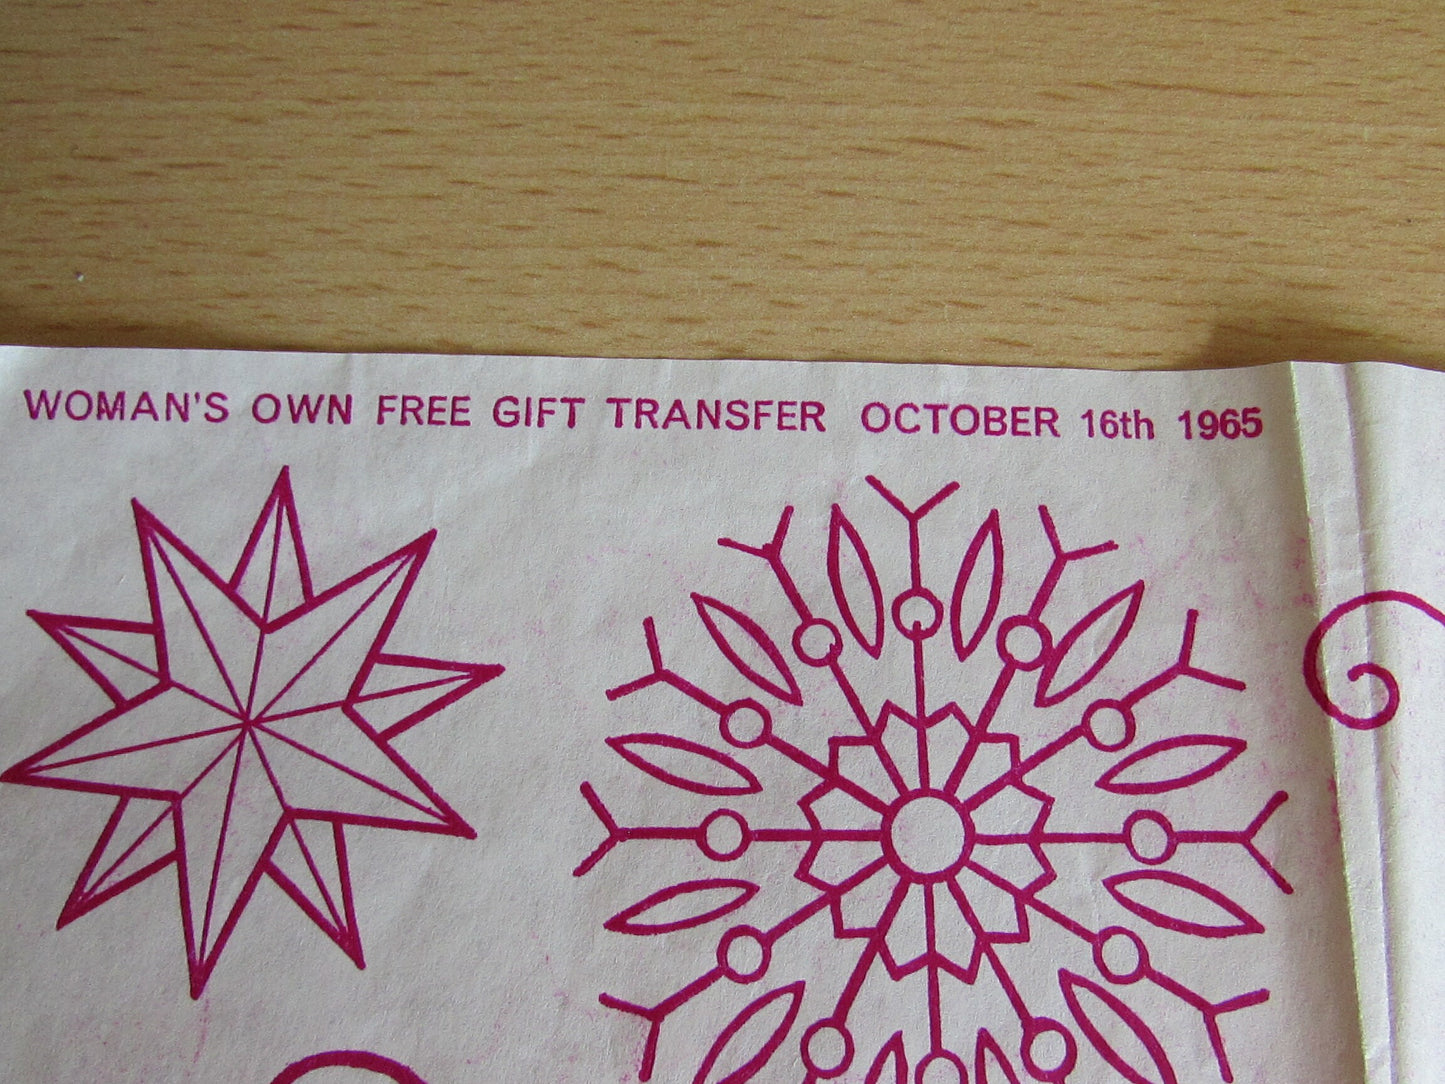 WOMAN'S OWN FREE GIFT TRANSFER OCTOBER 16th 1965